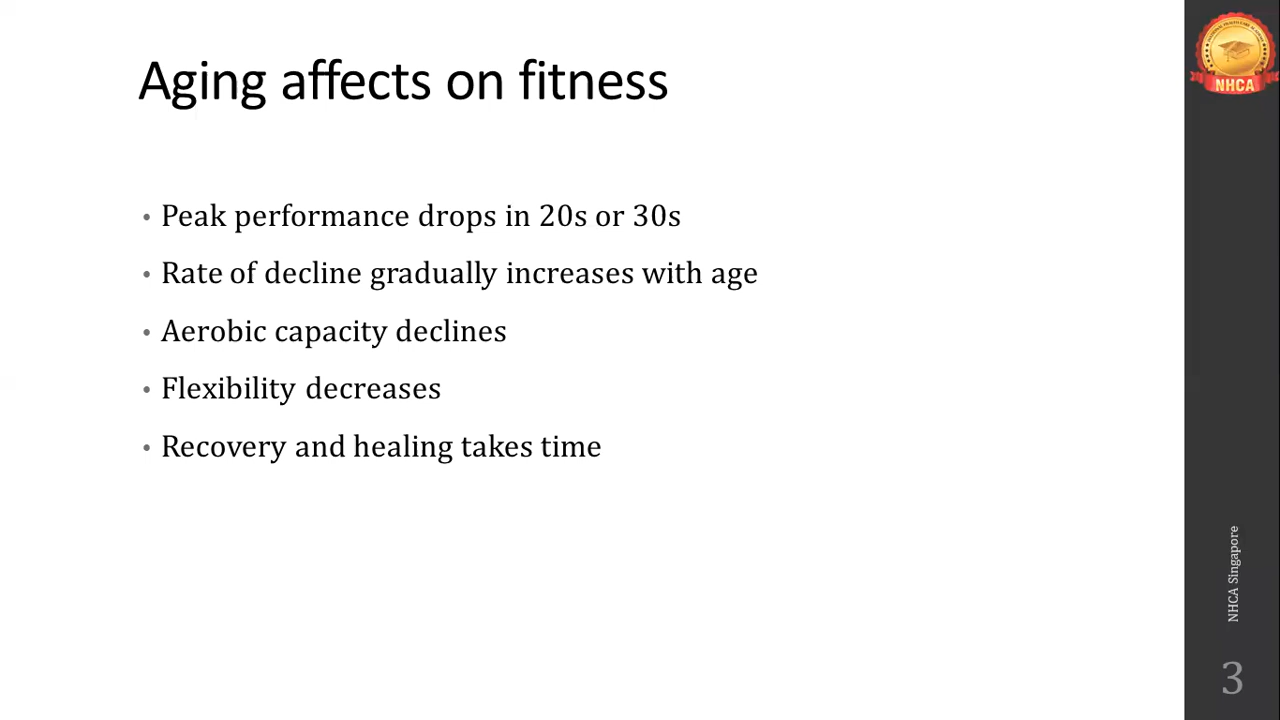 Aging affects on fitness
• Peak performance drops in 20s or 30s
• Rate of decline gradually increases with age
• Aerobic capacity declines
• Flexibility decreases
• Recovery and healing takes time
NHCA
NHCA Singapore
3